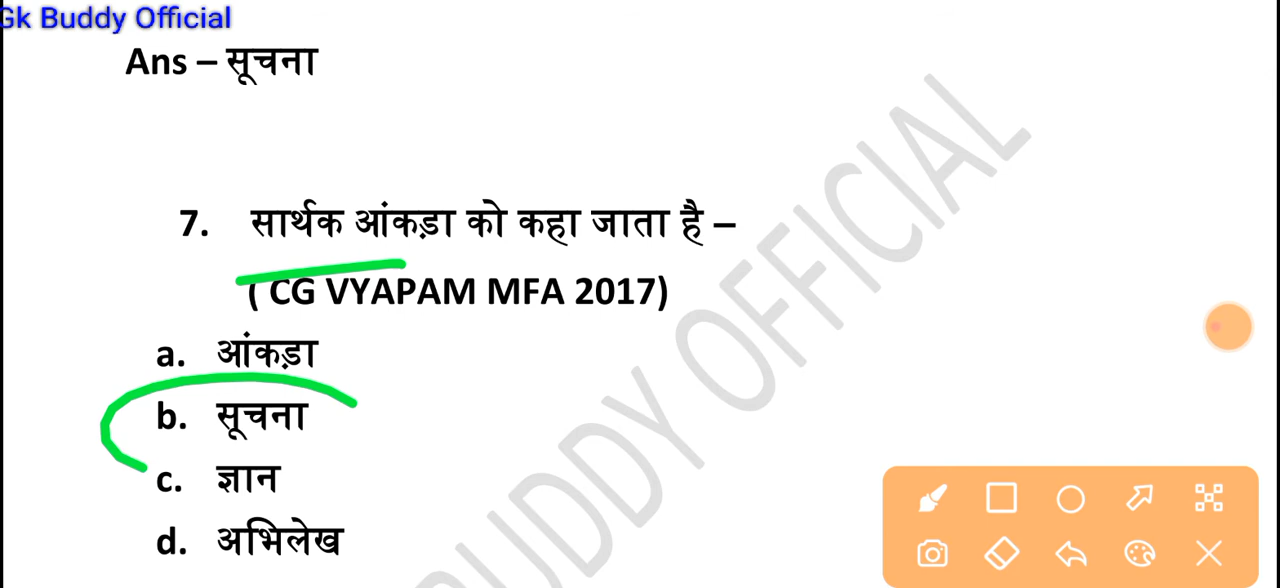 Gk Buddy Official
Ans – सूचना
7. सार्थक आंकड़ा को कहा जाता है –
( CG VYAPAM MFA 2017)
a. आंकड़ा
b. सूचना
c. ज्ञान
d. अभिलेख
BUDDY OFFICIAL